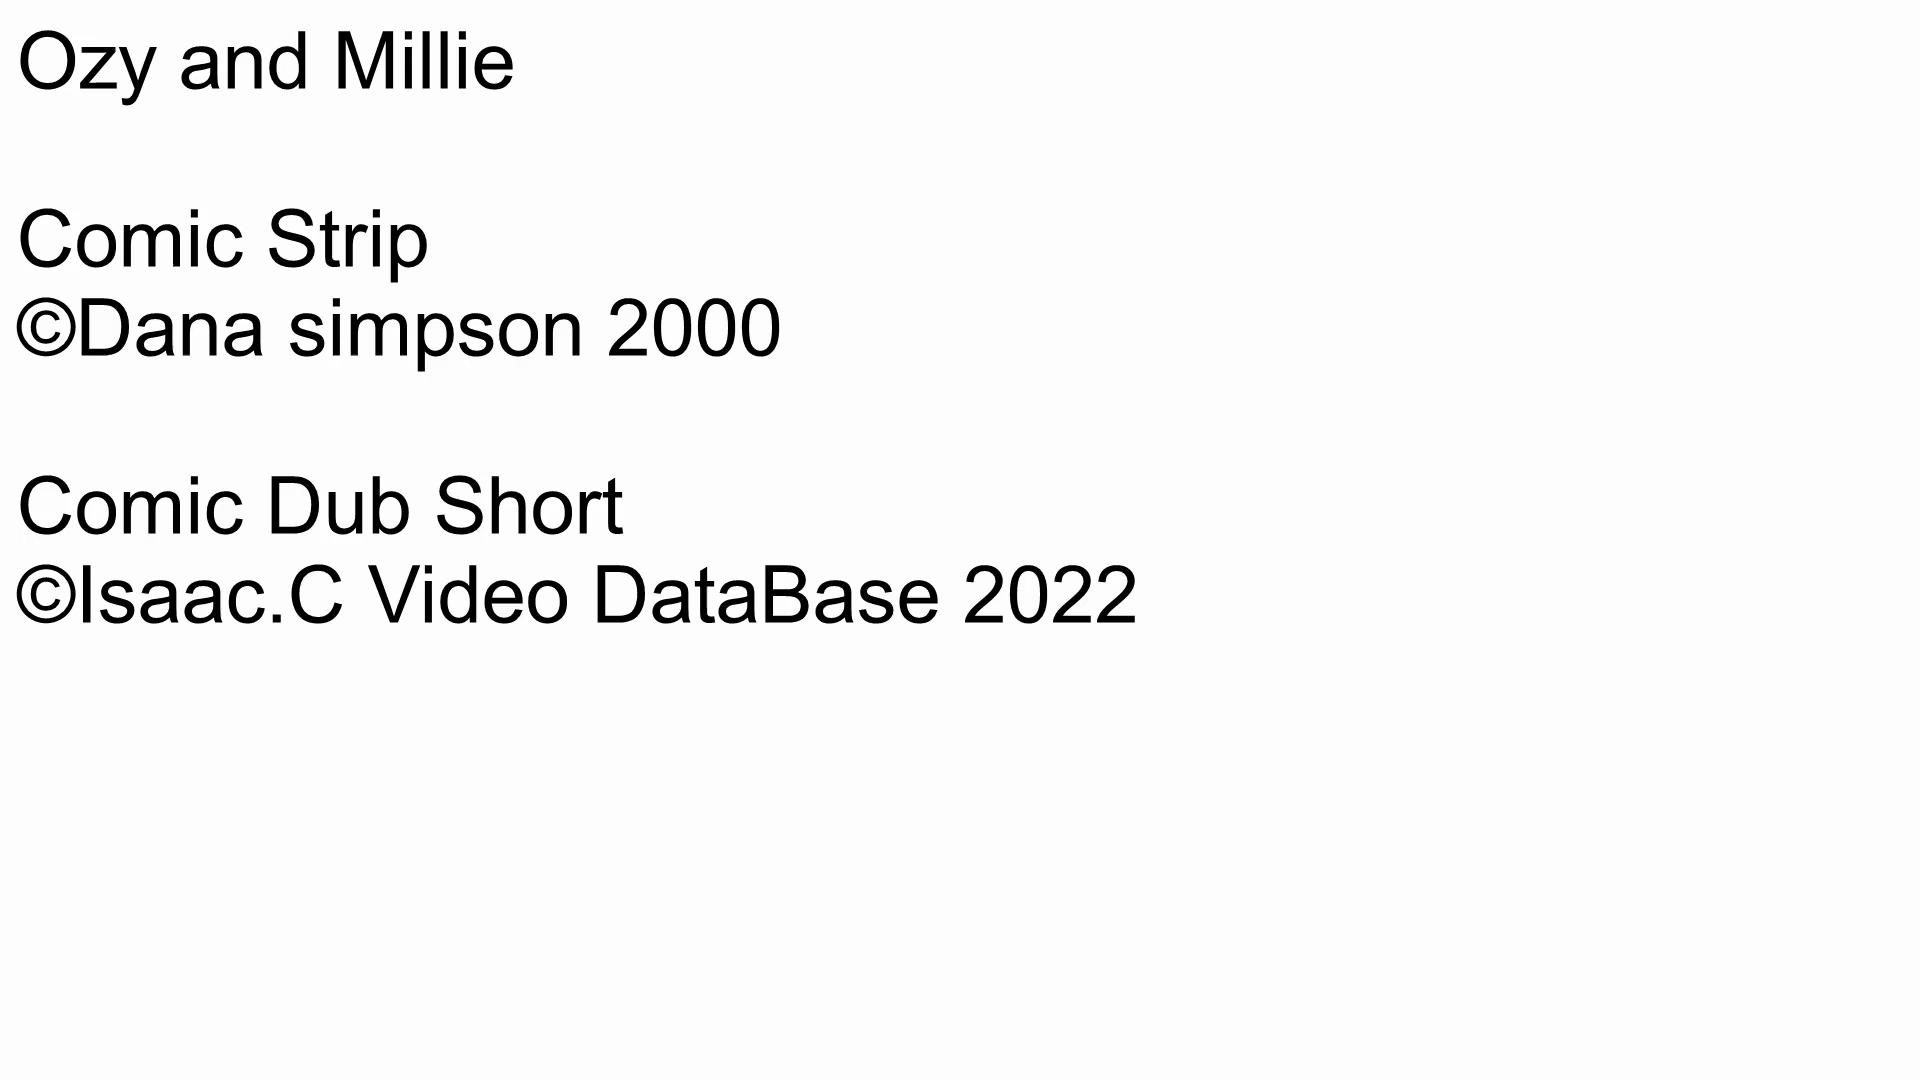 Ozy and Millie
Comic Strip
©Dana simpson 2000
Comic Dub Short
©Isaac.C Video DataBase 2022